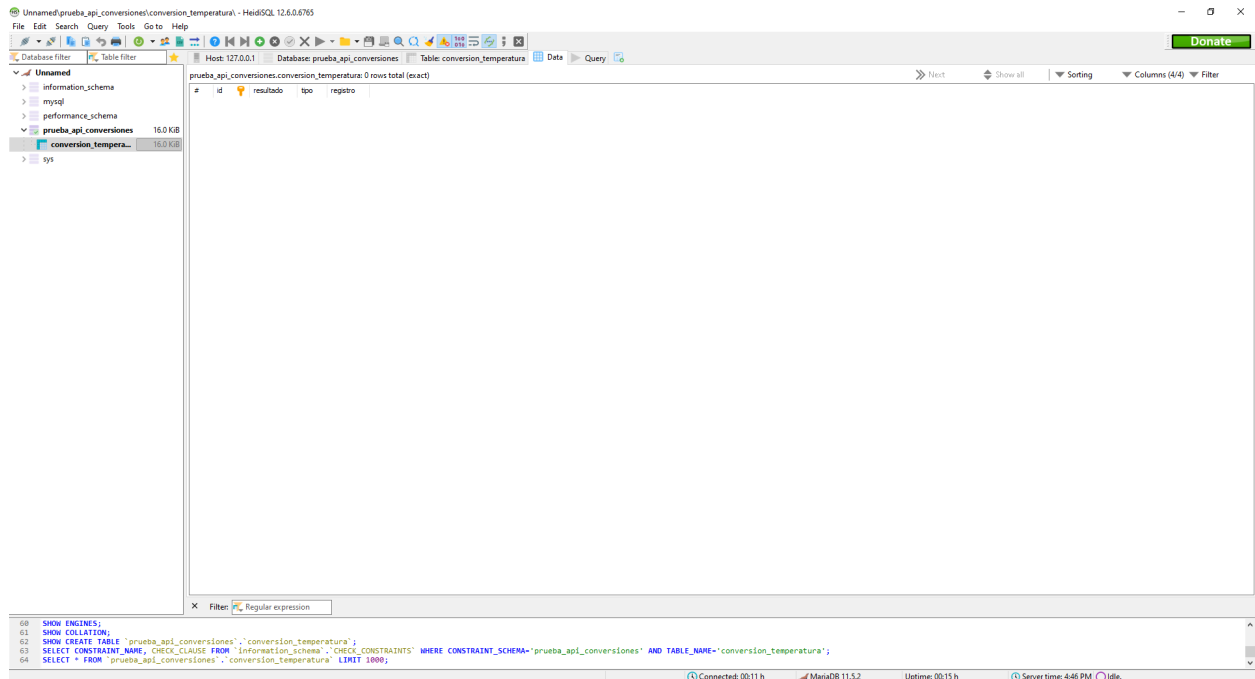 Unnamed\prueba_api_conversiones\conversion_temperatura\ - HeidiSQL 12.6.0.6765
File Edit Search Query Tools Go to Help
Donate
Database filter Table filter Host: 127.0.0.1 Database: prueba_api_conversiones Table: conversion_temperatura Data Query
Unnamed
information_schema
mysql
performance_schema
prueba_api_conversiones 16.0 KiB
conversion_tempera... 16.0 KiB
sys
prueba_api_conversiones.conversion_temperatura: 0 rows total (exact) Next Show all Sorting Columns (4/4) Filter
# id resultado tipo registro
Filter: Regular expression
60 SHOW ENGINES;
61 SHOW COLLATION;
62 SHOW CREATE TABLE `prueba_api_conversiones`.`conversion_temperatura`;
63 SELECT CONSTRAINT_NAME, CHECK_CLAUSE FROM `information_schema`.`CHECK_CONSTRAINTS` WHERE CONSTRAINT_SCHEMA='prueba_api_conversiones' AND TABLE_NAME='conversion_temperatura';
64 SELECT * FROM `prueba_api_conversiones`.`conversion_temperatura` LIMIT 1000;
Connected: 00:11 h MariaDB 11.5.2 Uptime: 00:15 h Server time: 4:46 PM Idle.